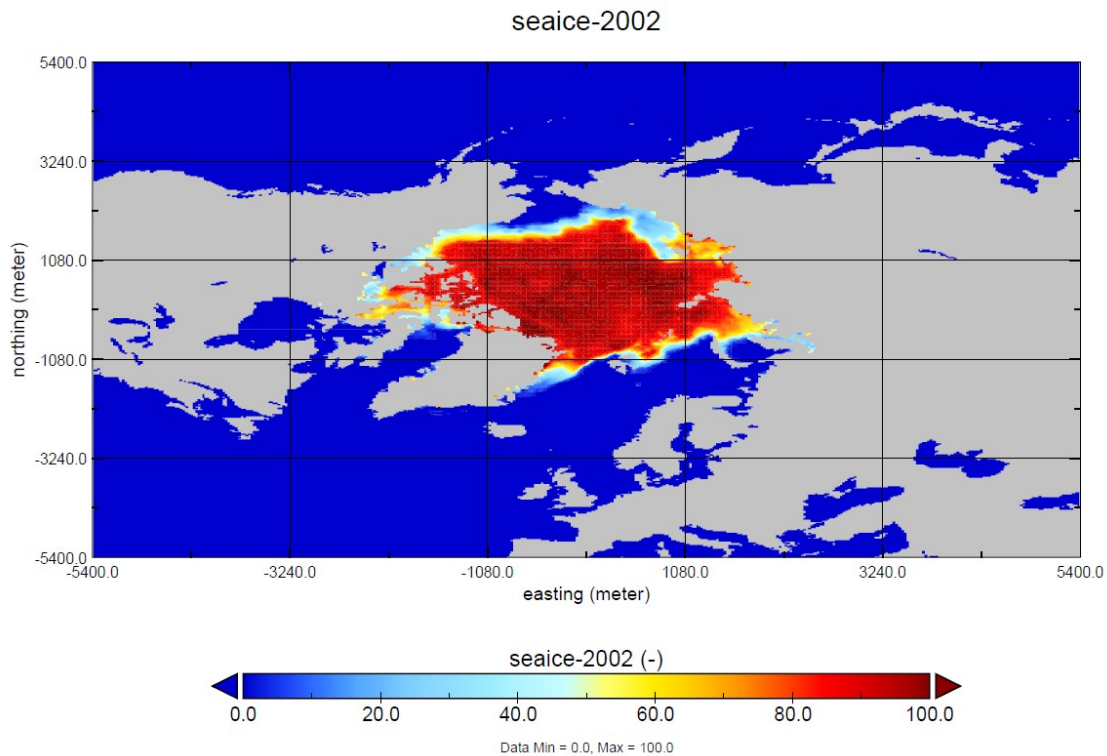 seaice-2002
5400.0
3240.0
1080.0
-1080.0
-3240.0
-5400.0
northing (meter)
-5400.0 -3240.0 -1080.0 1080.0 3240.0 5400.0
easting (meter)
seaice-2002 (-)
0.0 20.0 40.0 60.0 80.0 100.0
Data Min = 0.0, Max = 100.0